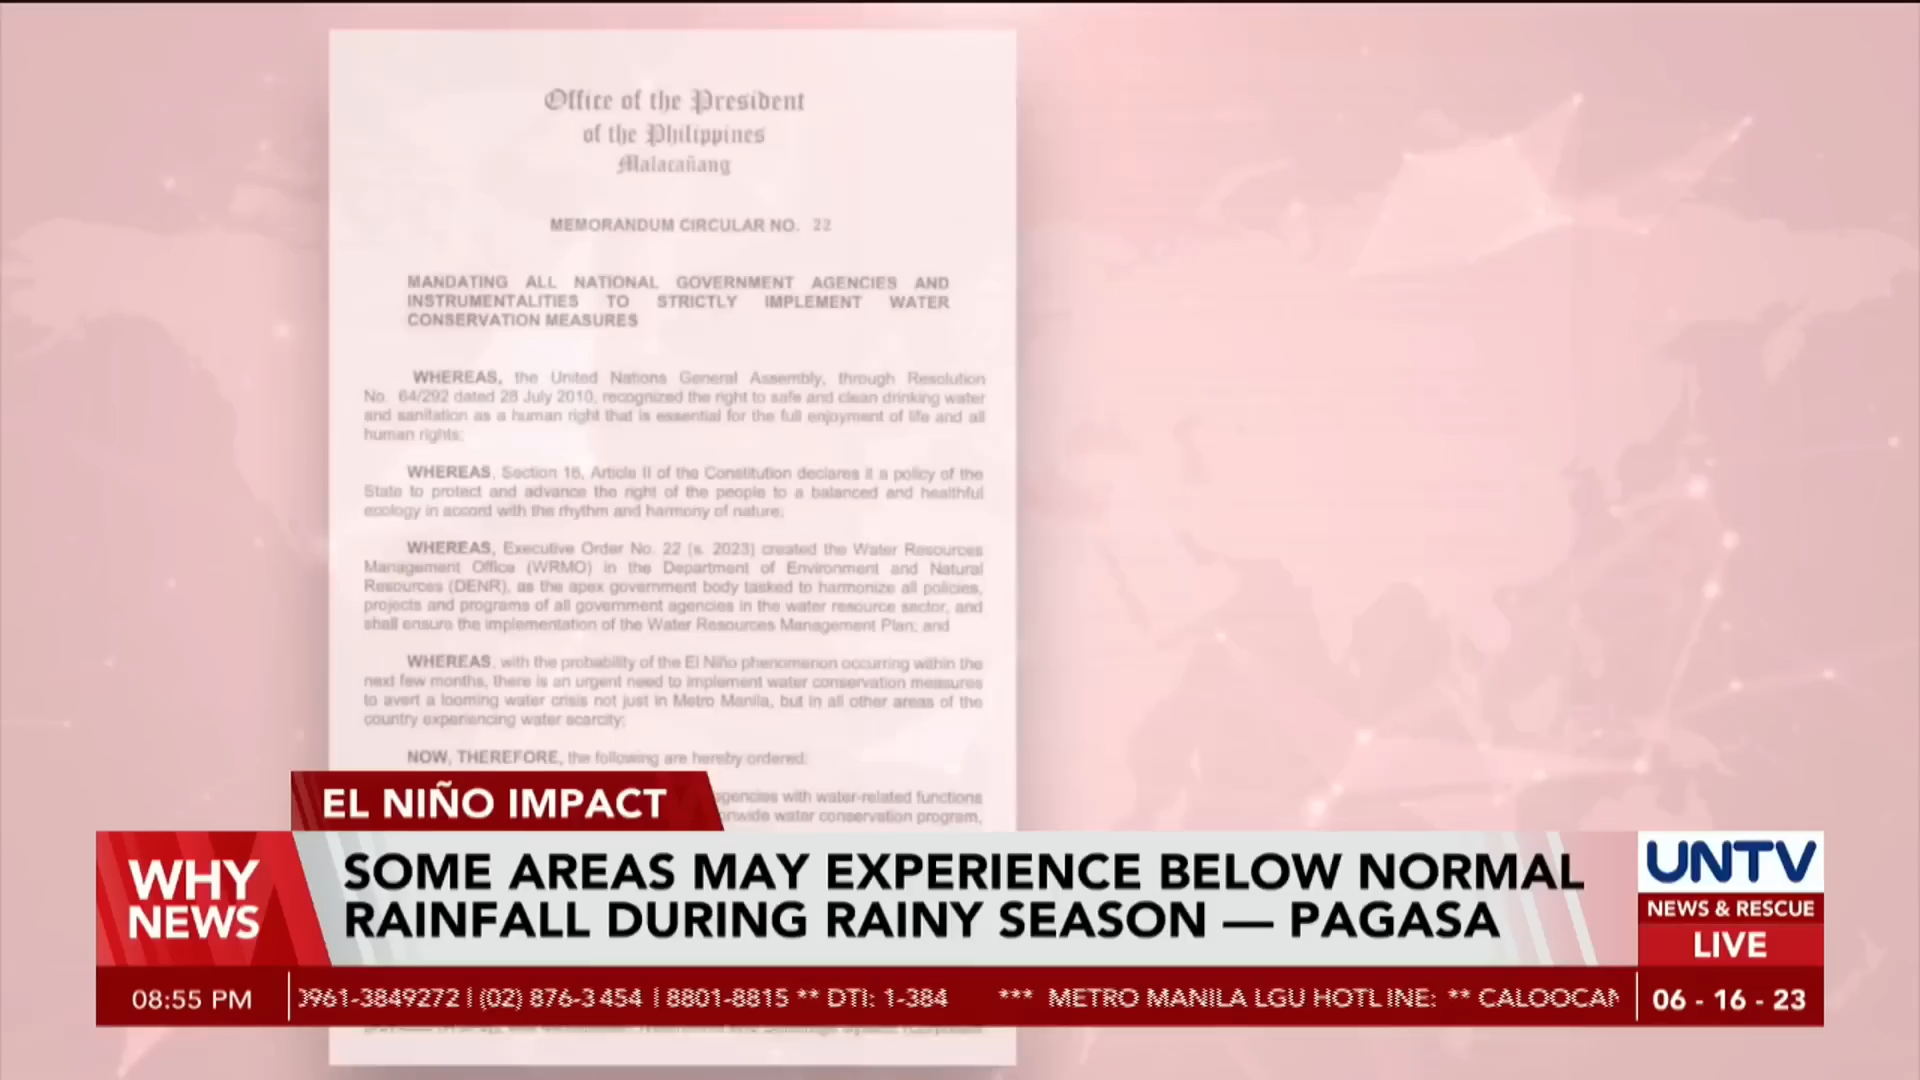 Office of the President
of the Philippines
Malacañang
MEMORANDUM CIRCULAR NO. 22
MANDATING ALL NATIONAL GOVERNMENT AGENCIES AND
INSTRUMENTALITIES TO STRICTLY IMPLEMENT WATER
CONSERVATION MEASURES
WHEREAS, the United Nations General Assembly, through Resolution
No. 64/292 dated 28 July 2010, recognized the right to safe and clean drinking water
and sanitation as a human right that is essential for the full enjoyment of life and all
human rights;
WHEREAS, Section 16, Article II of the Constitution declares it a policy of the
State to protect and advance the right of the people to a balanced and healthful
ecology in accord with the rhythm and harmony of nature;
WHEREAS, Executive Order No. 22 (s. 2023) created the Water Resources
Management Office (WRMO) in the Department of Environment and Natural
Resources (DENR), as the apex government body tasked to harmonize all policies,
projects and programs of all government agencies in the water resource sector, and
shall ensure the implementation of the Water Resources Management Plan; and
WHEREAS, with the probability of the El Niño phenomenon occurring within the
next few months, there is an urgent need to implement water conservation measures
to avert a looming water crisis not just in Metro Manila, but in all other areas of the
country experiencing water scarcity;
NOW, THEREFORE, the following are hereby ordered:
agencies with water-related functions
water conservation program,
EL NIÑO IMPACT
WHY
NEWS
SOME AREAS MAY EXPERIENCE BELOW NORMAL
RAINFALL DURING RAINY SEASON — PAGASA
UNTV
NEWS & RESCUE
LIVE
08:55 PM
0961-3849272 | (02) 876-3454 | 8801-8815 ** DTI: 1-384 *** METRO MANILA LGU HOTLINE: ** CALOOCAN
06 - 16 - 23